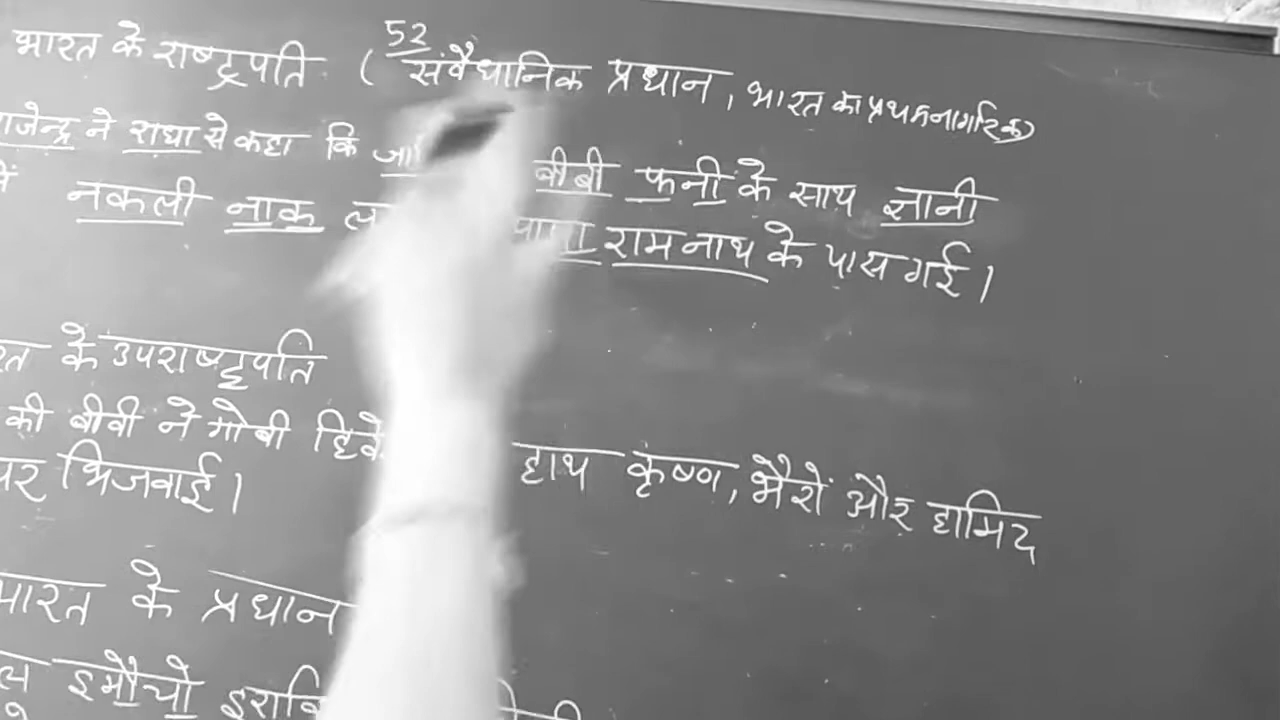 52
भारत के राष्ट्रपति ( संवैधानिक प्रधान, भारत का प्रथम नागरिक)
ने राधा से कहा कि बीबी फनी के साथ ज्ञानी
नकली नाक रामनाथ के पास गई।
के उपराष्ट्रपति
की बीवी ने गोबी हाथ कृष्ण, भैरों और हामिद
पर भिजवाई।
भारत के प्रधान
इमोचो